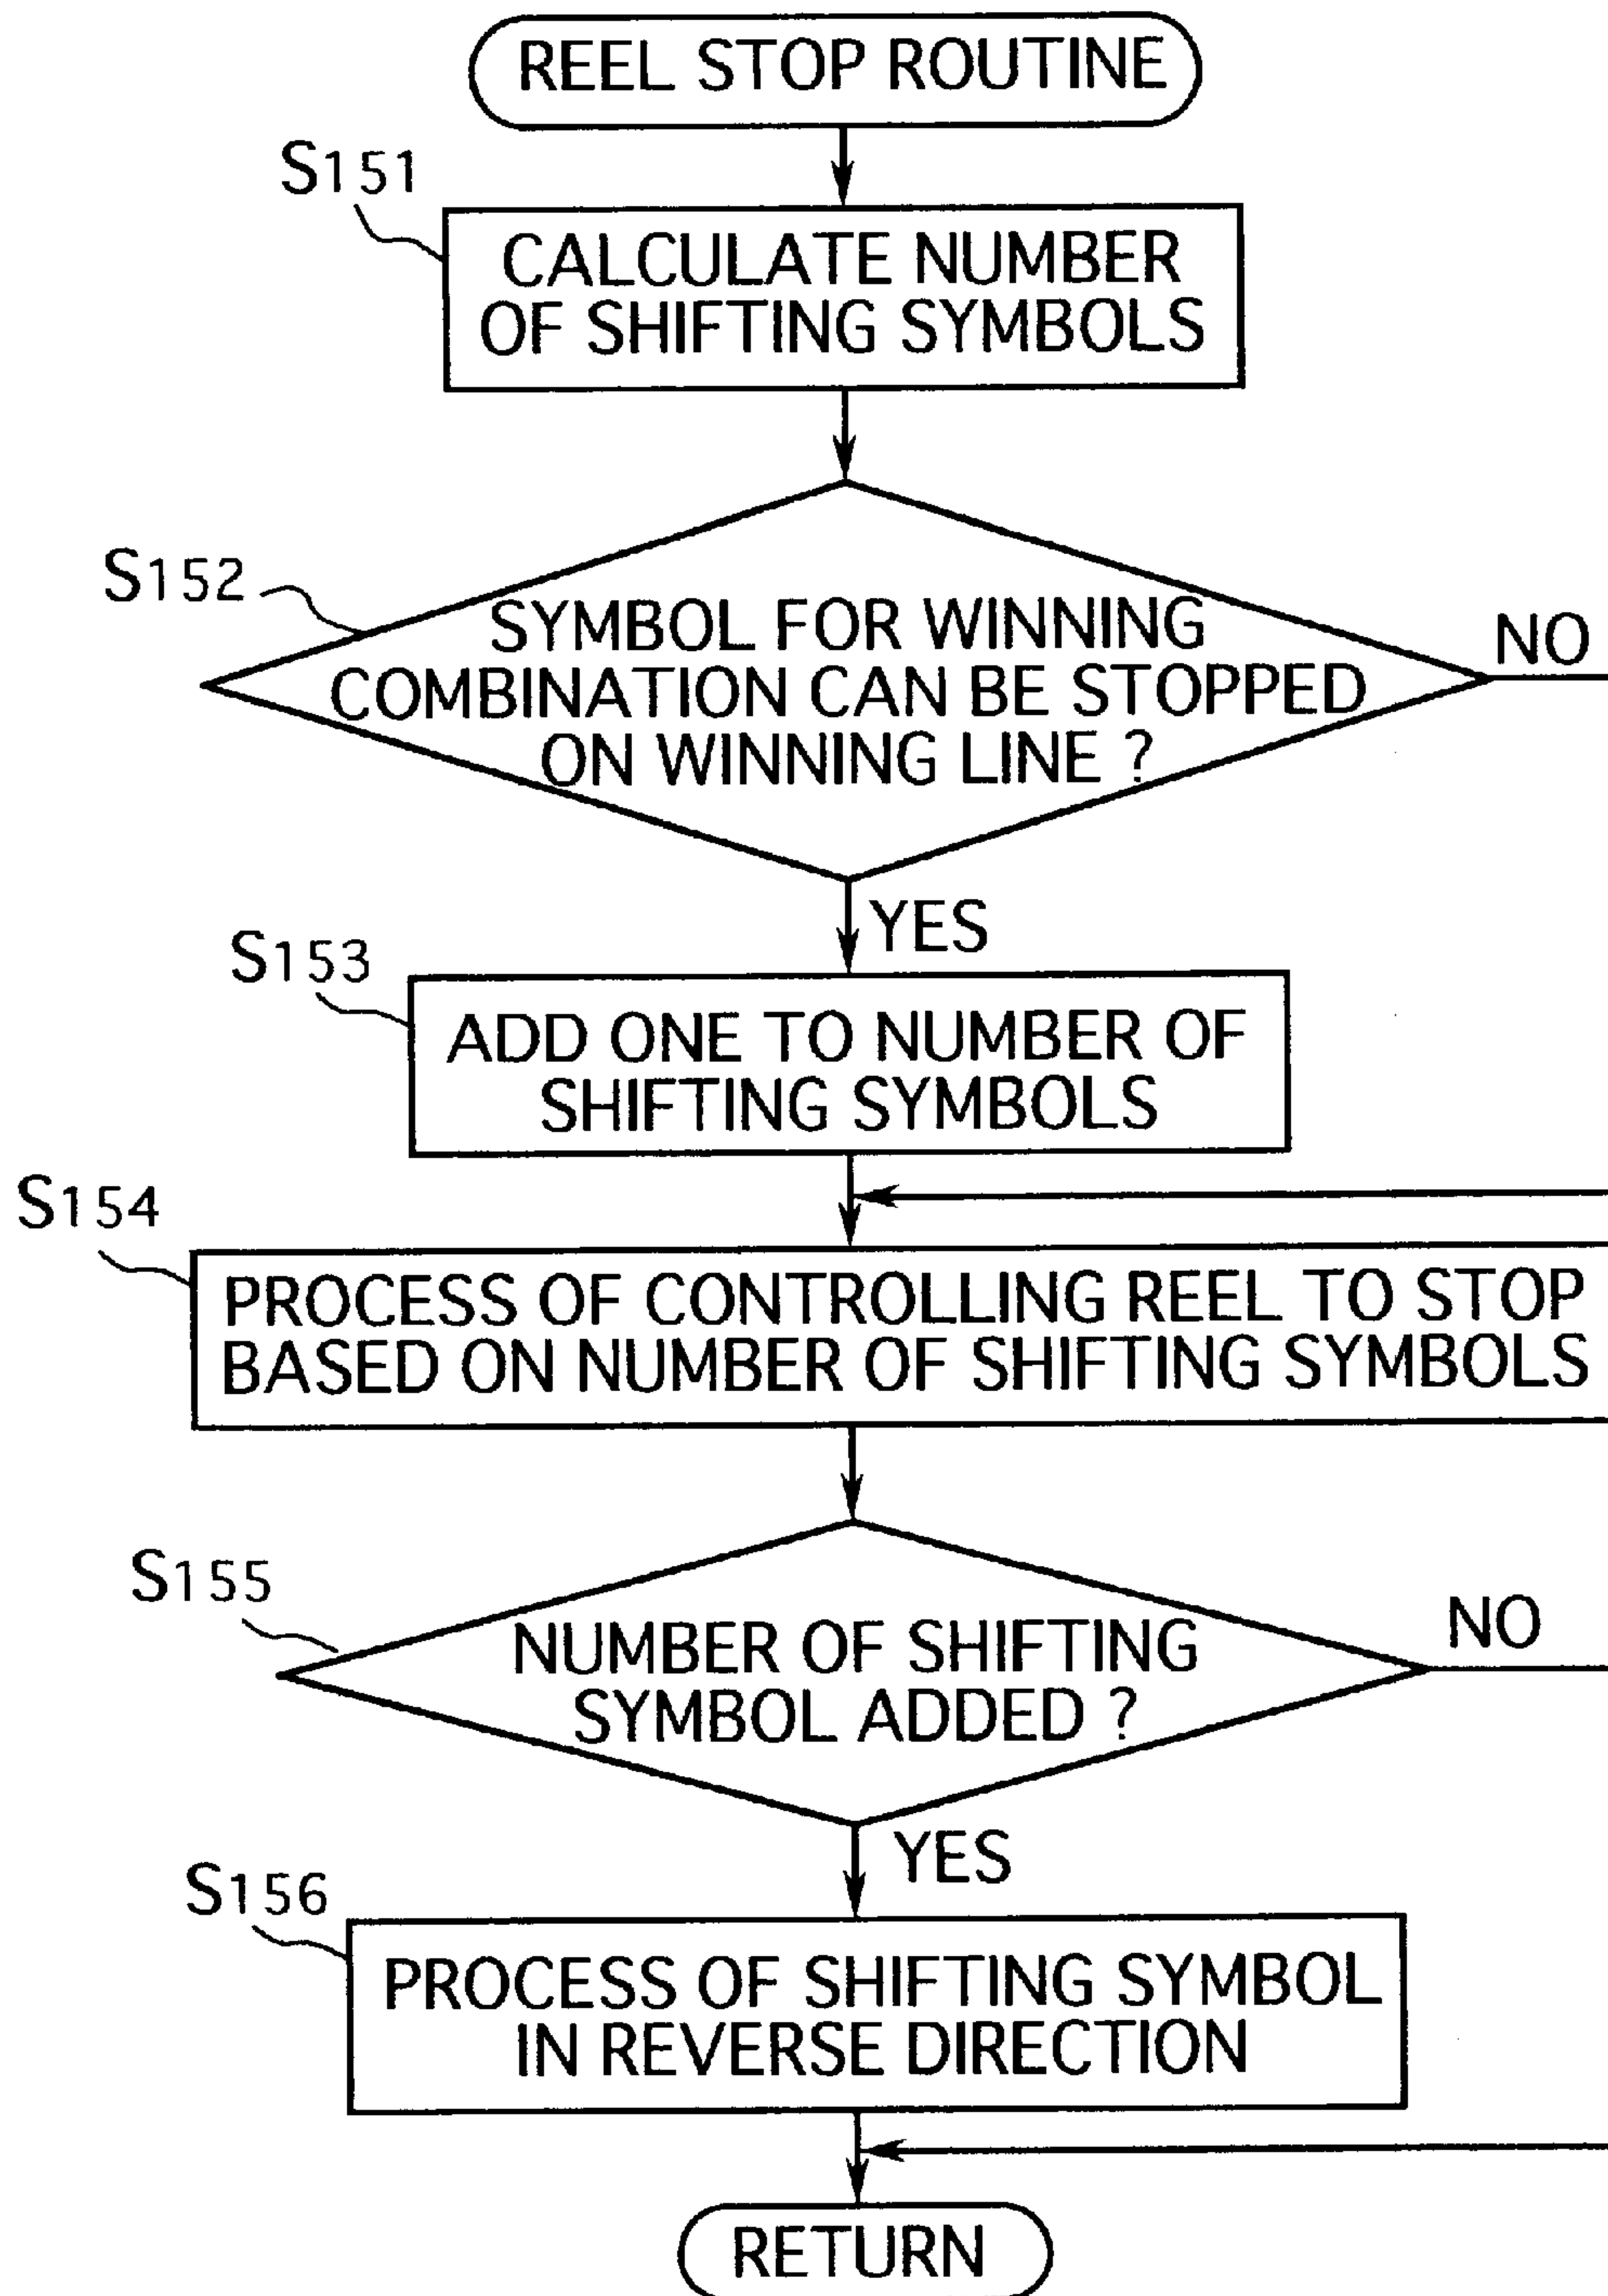 REEL STOP ROUTINE
S151
CALCULATE NUMBER
OF SHIFTING SYMBOLS
S152
SYMBOL FOR WINNING
COMBINATION CAN BE STOPPED
ON WINNING LINE ?
NO
YES
S153
ADD ONE TO NUMBER OF
SHIFTING SYMBOLS
S154
PROCESS OF CONTROLLING REEL TO STOP
BASED ON NUMBER OF SHIFTING SYMBOLS
S155
NUMBER OF SHIFTING
SYMBOL ADDED ?
NO
YES
S156
PROCESS OF SHIFTING SYMBOL
IN REVERSE DIRECTION
RETURN